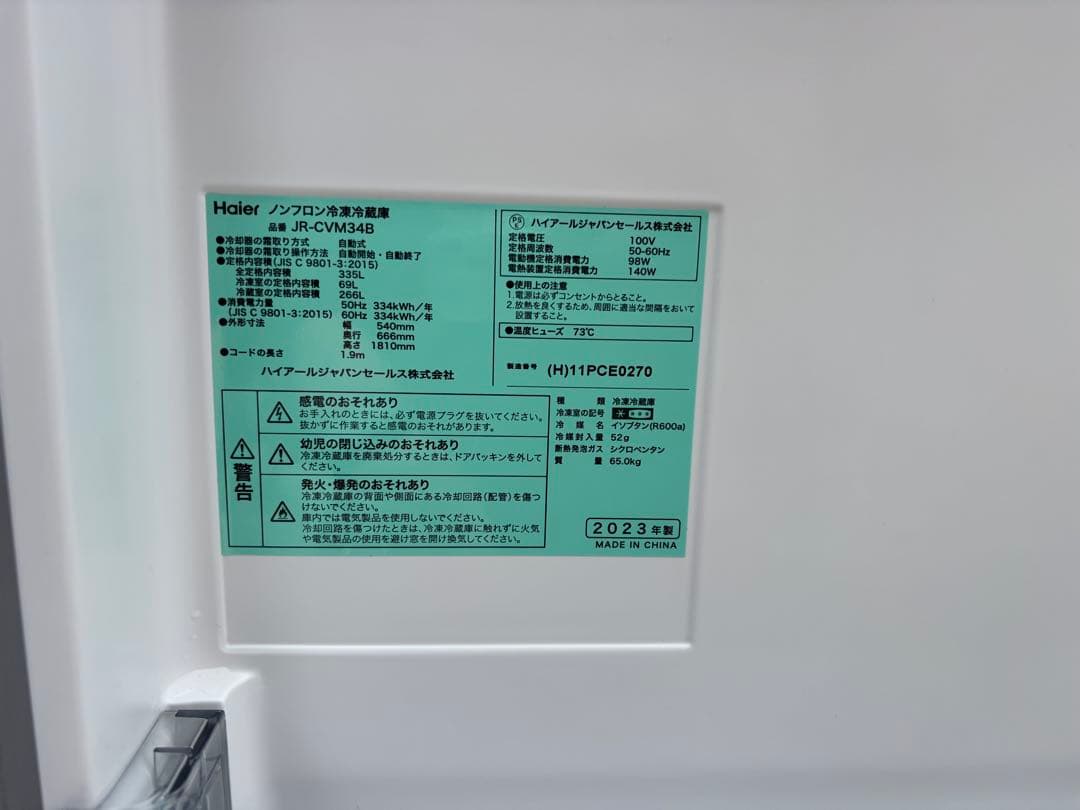 Haier ノンフロン冷凍冷蔵庫
品番 JR-CVM34B
●冷却器の霜取り方式 自動式
●冷却器の霜取り操作方法 自動開始・自動終了
●定格内容積(JIS C 9801-3:2015)
全定格内容積 335L
冷凍室の定格内容積 69L
冷蔵室の定格内容積 266L
●消費電力量 50Hz 334kWh/年
(JIS C 9801-3:2015) 60Hz 334kWh/年
●外形寸法 幅 540mm
奥行 666mm
高さ 1810mm
●コードの長さ 1.9m
ハイアールジャパンセールス株式会社
PS E ハイアールジャパンセールス株式会社
定格電圧 100V
定格周波数 50-60Hz
電動機定格消費電力 98W
電熱装置定格消費電力 140W
●使用上の注意
1.電源は必ずコンセントからとること。
2.放熱を良くするため、周囲に適当な間隔をおいて
設置すること。
●温度ヒューズ 73℃
製造番号 (H)11PCE0270
警告
感電のおそれあり
お手入れのときには、必ず電源プラグを抜いてください。
抜かずに作業すると感電のおそれがあります。
幼児の閉じ込みのおそれあり
冷凍冷蔵庫を廃棄処分するときは、ドアパッキンを外して
ください。
発火・爆発のおそれあり
冷凍冷蔵庫の背面や側面にある冷却回路(配管)を傷つ
けないでください。
庫内では電気製品を使用しないでください。
冷却回路を傷つけたときは、冷凍冷蔵庫に触れずに火気
や電気製品の使用を避け窓を開け換気してください。
種類 冷凍冷蔵庫
冷凍室の記号
冷媒名 イソブタン(R600a)
冷媒封入量 52g
断熱発泡ガス シクロペンタン
質量 65.0kg
2023年製
MADE IN CHINA